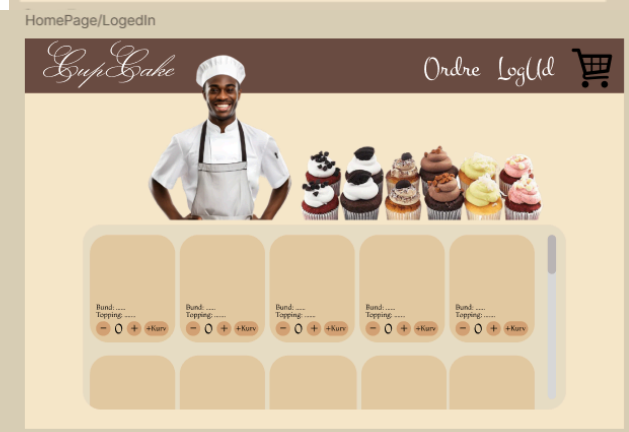 HomePage/LogedIn
CupCake
Ordre LogUd
Bund: ......
Topping: ......
− 0 + +Kurv
Bund: ......
Topping: ......
− 0 + +Kurv
Bund: ......
Topping: ......
− 0 + +Kurv
Bund: ......
Topping: ......
− 0 + +Kurv
Bund: ......
Topping: ......
− 0 + +Kurv